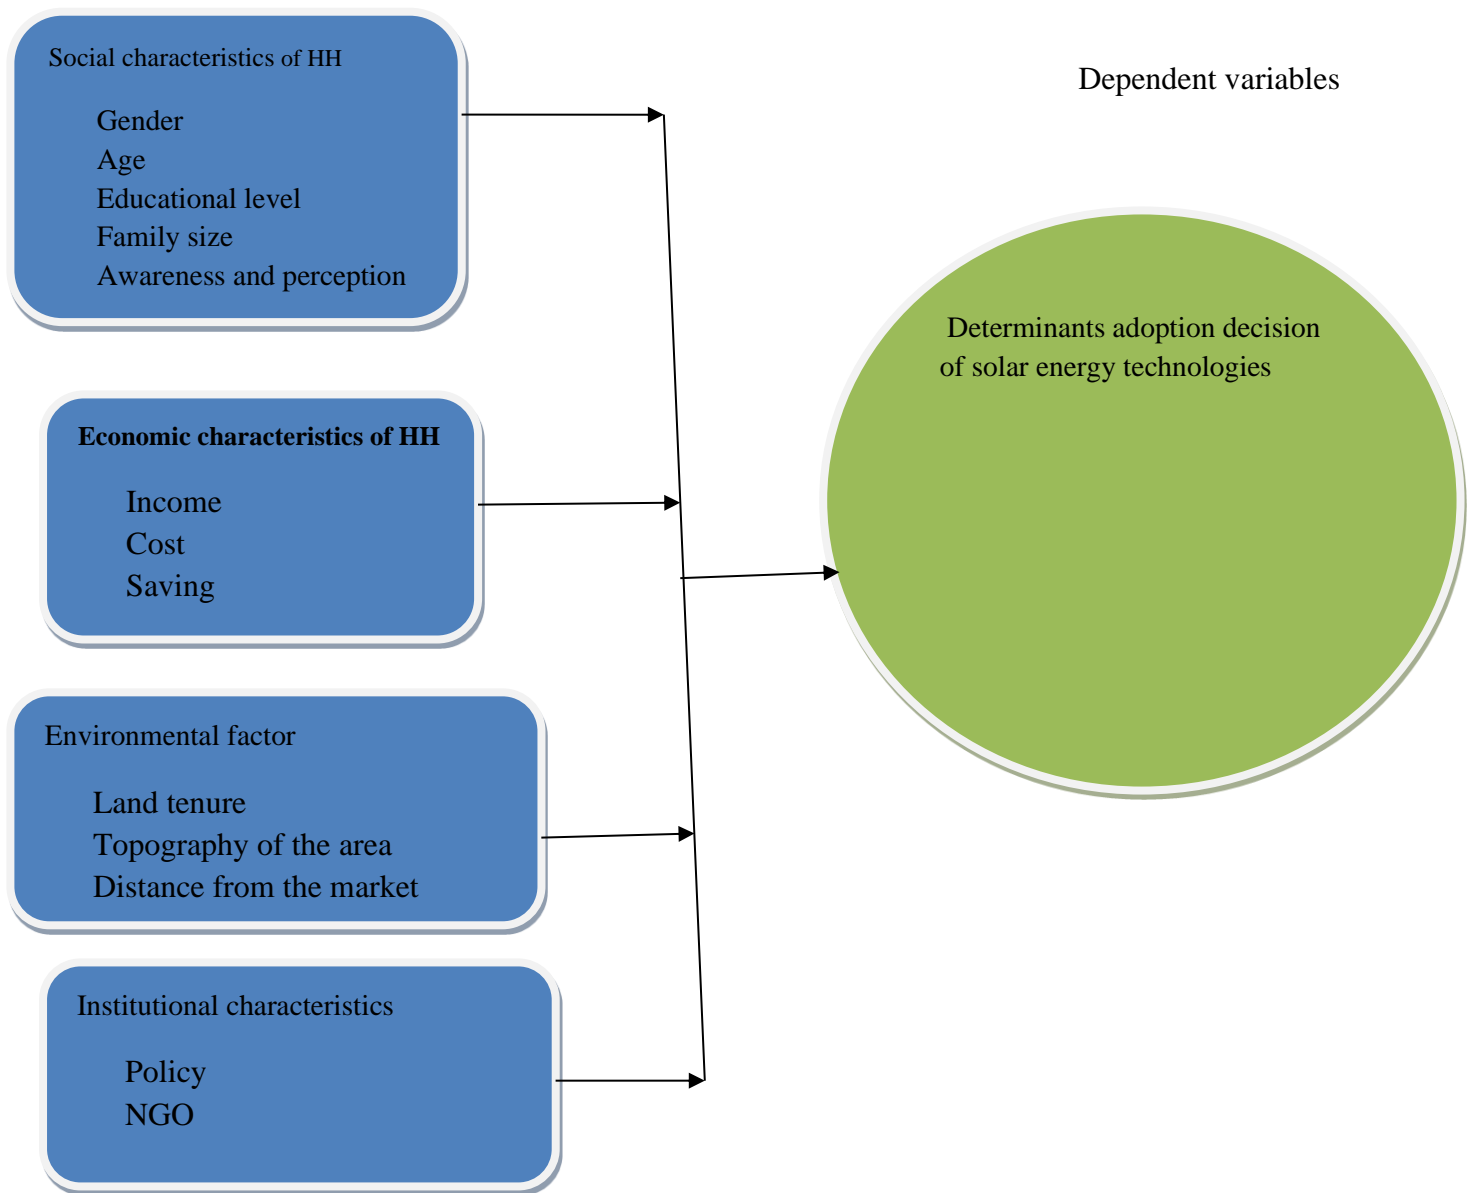 Social characteristics of HH
Gender
Age
Educational level
Family size
Awareness and perception
Economic characteristics of HH
Income
Cost
Saving
Environmental factor
Land tenure
Topography of the area
Distance from the market
Institutional characteristics
Policy
NGO
Dependent variables
Determinants adoption decision
of solar energy technologies